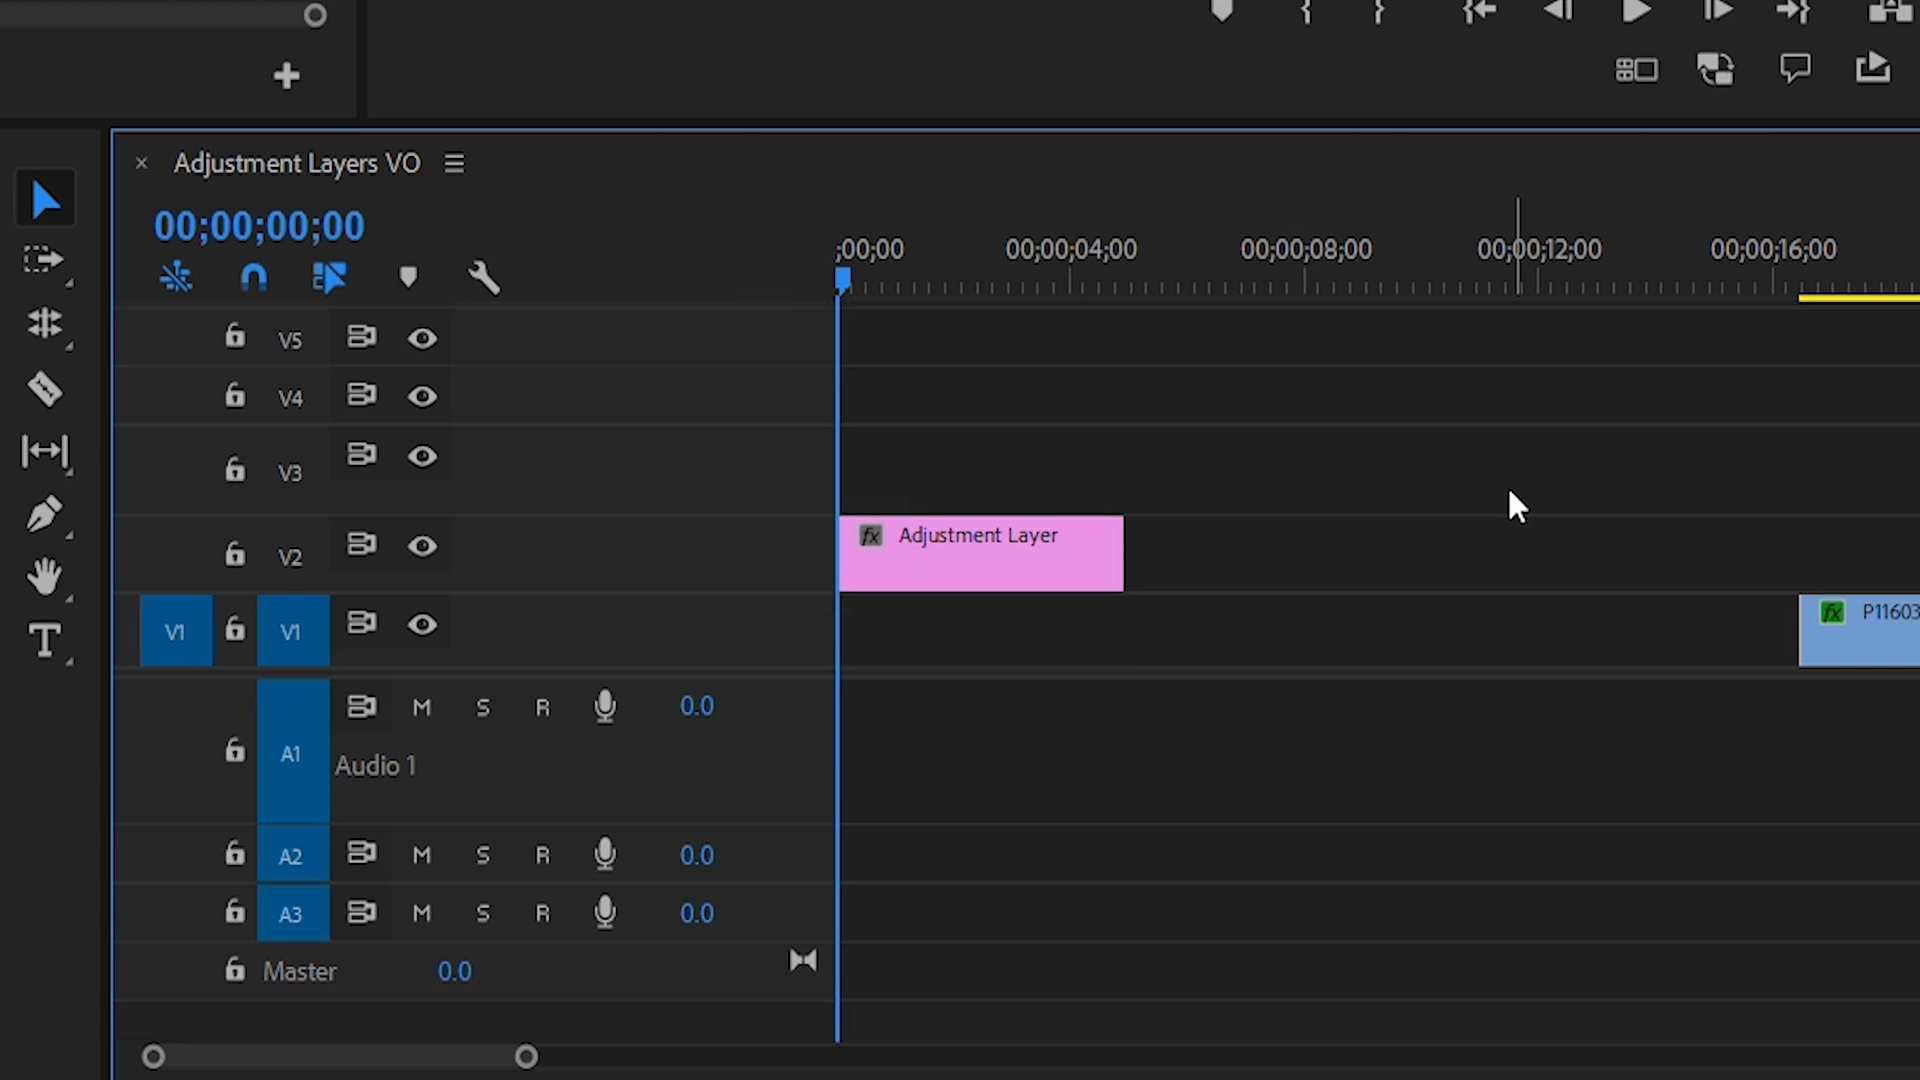 Adjustment Layers VO
00;00;00;00
;00;00 00;00;04;00 00;00;08;00 00;00;12;00 00;00;16;00
V5
V4
V3
V2 fx Adjustment Layer
V1 V1 fx P11603
A1 M S R 0.0
Audio 1
A2 M S R 0.0
A3 M S R 0.0
Master 0.0